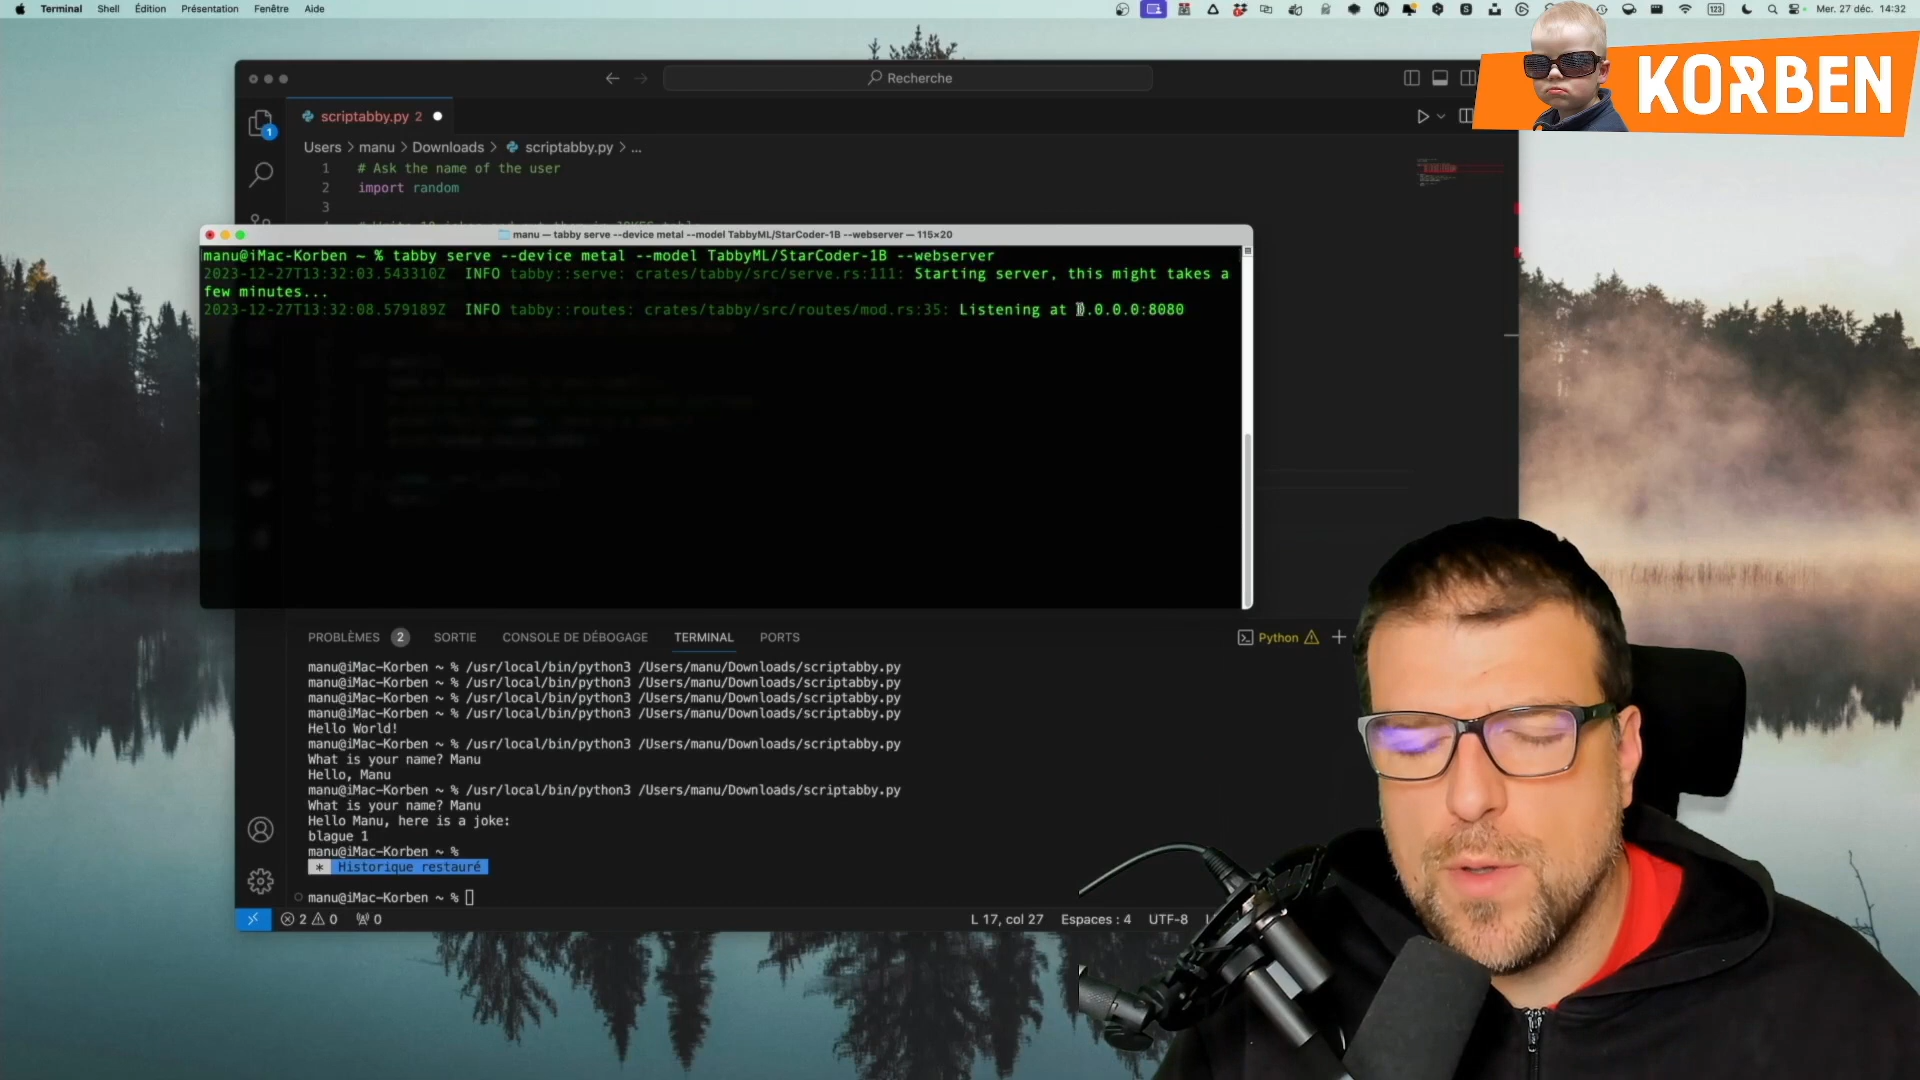 Terminal Shell Édition Présentation Fenêtre Aide
Mer. 27 déc. 14:32
KORBEN
Recherche
1
scriptabby.py 2
Users > manu > Downloads > scriptabby.py > ...
1 # Ask the name of the user
2 import random
3
manu — tabby serve --device metal --model TabbyML/StarCoder-1B --webserver — 115×20
manu@iMac-Korben ~ % tabby serve --device metal --model TabbyML/StarCoder-1B --webserver
2023-12-27T13:32:03.543310Z INFO tabby::serve: crates/tabby/src/serve.rs:111: Starting server, this might takes a
few minutes...
2023-12-27T13:32:08.579189Z INFO tabby::routes: crates/tabby/src/routes/mod.rs:35: Listening at 0.0.0.0:8080
PROBLÈMES 2 SORTIE CONSOLE DE DÉBOGAGE TERMINAL PORTS
Python
manu@iMac-Korben ~ % /usr/local/bin/python3 /Users/manu/Downloads/scriptabby.py
manu@iMac-Korben ~ % /usr/local/bin/python3 /Users/manu/Downloads/scriptabby.py
manu@iMac-Korben ~ % /usr/local/bin/python3 /Users/manu/Downloads/scriptabby.py
manu@iMac-Korben ~ % /usr/local/bin/python3 /Users/manu/Downloads/scriptabby.py
Hello World!
manu@iMac-Korben ~ % /usr/local/bin/python3 /Users/manu/Downloads/scriptabby.py
What is your name? Manu
Hello, Manu
manu@iMac-Korben ~ % /usr/local/bin/python3 /Users/manu/Downloads/scriptabby.py
What is your name? Manu
Hello Manu, here is a joke:
blague 1
manu@iMac-Korben ~ %
* Historique restauré
manu@iMac-Korben ~ %
2 0 0
L 17, col 27 Espaces : 4 UTF-8